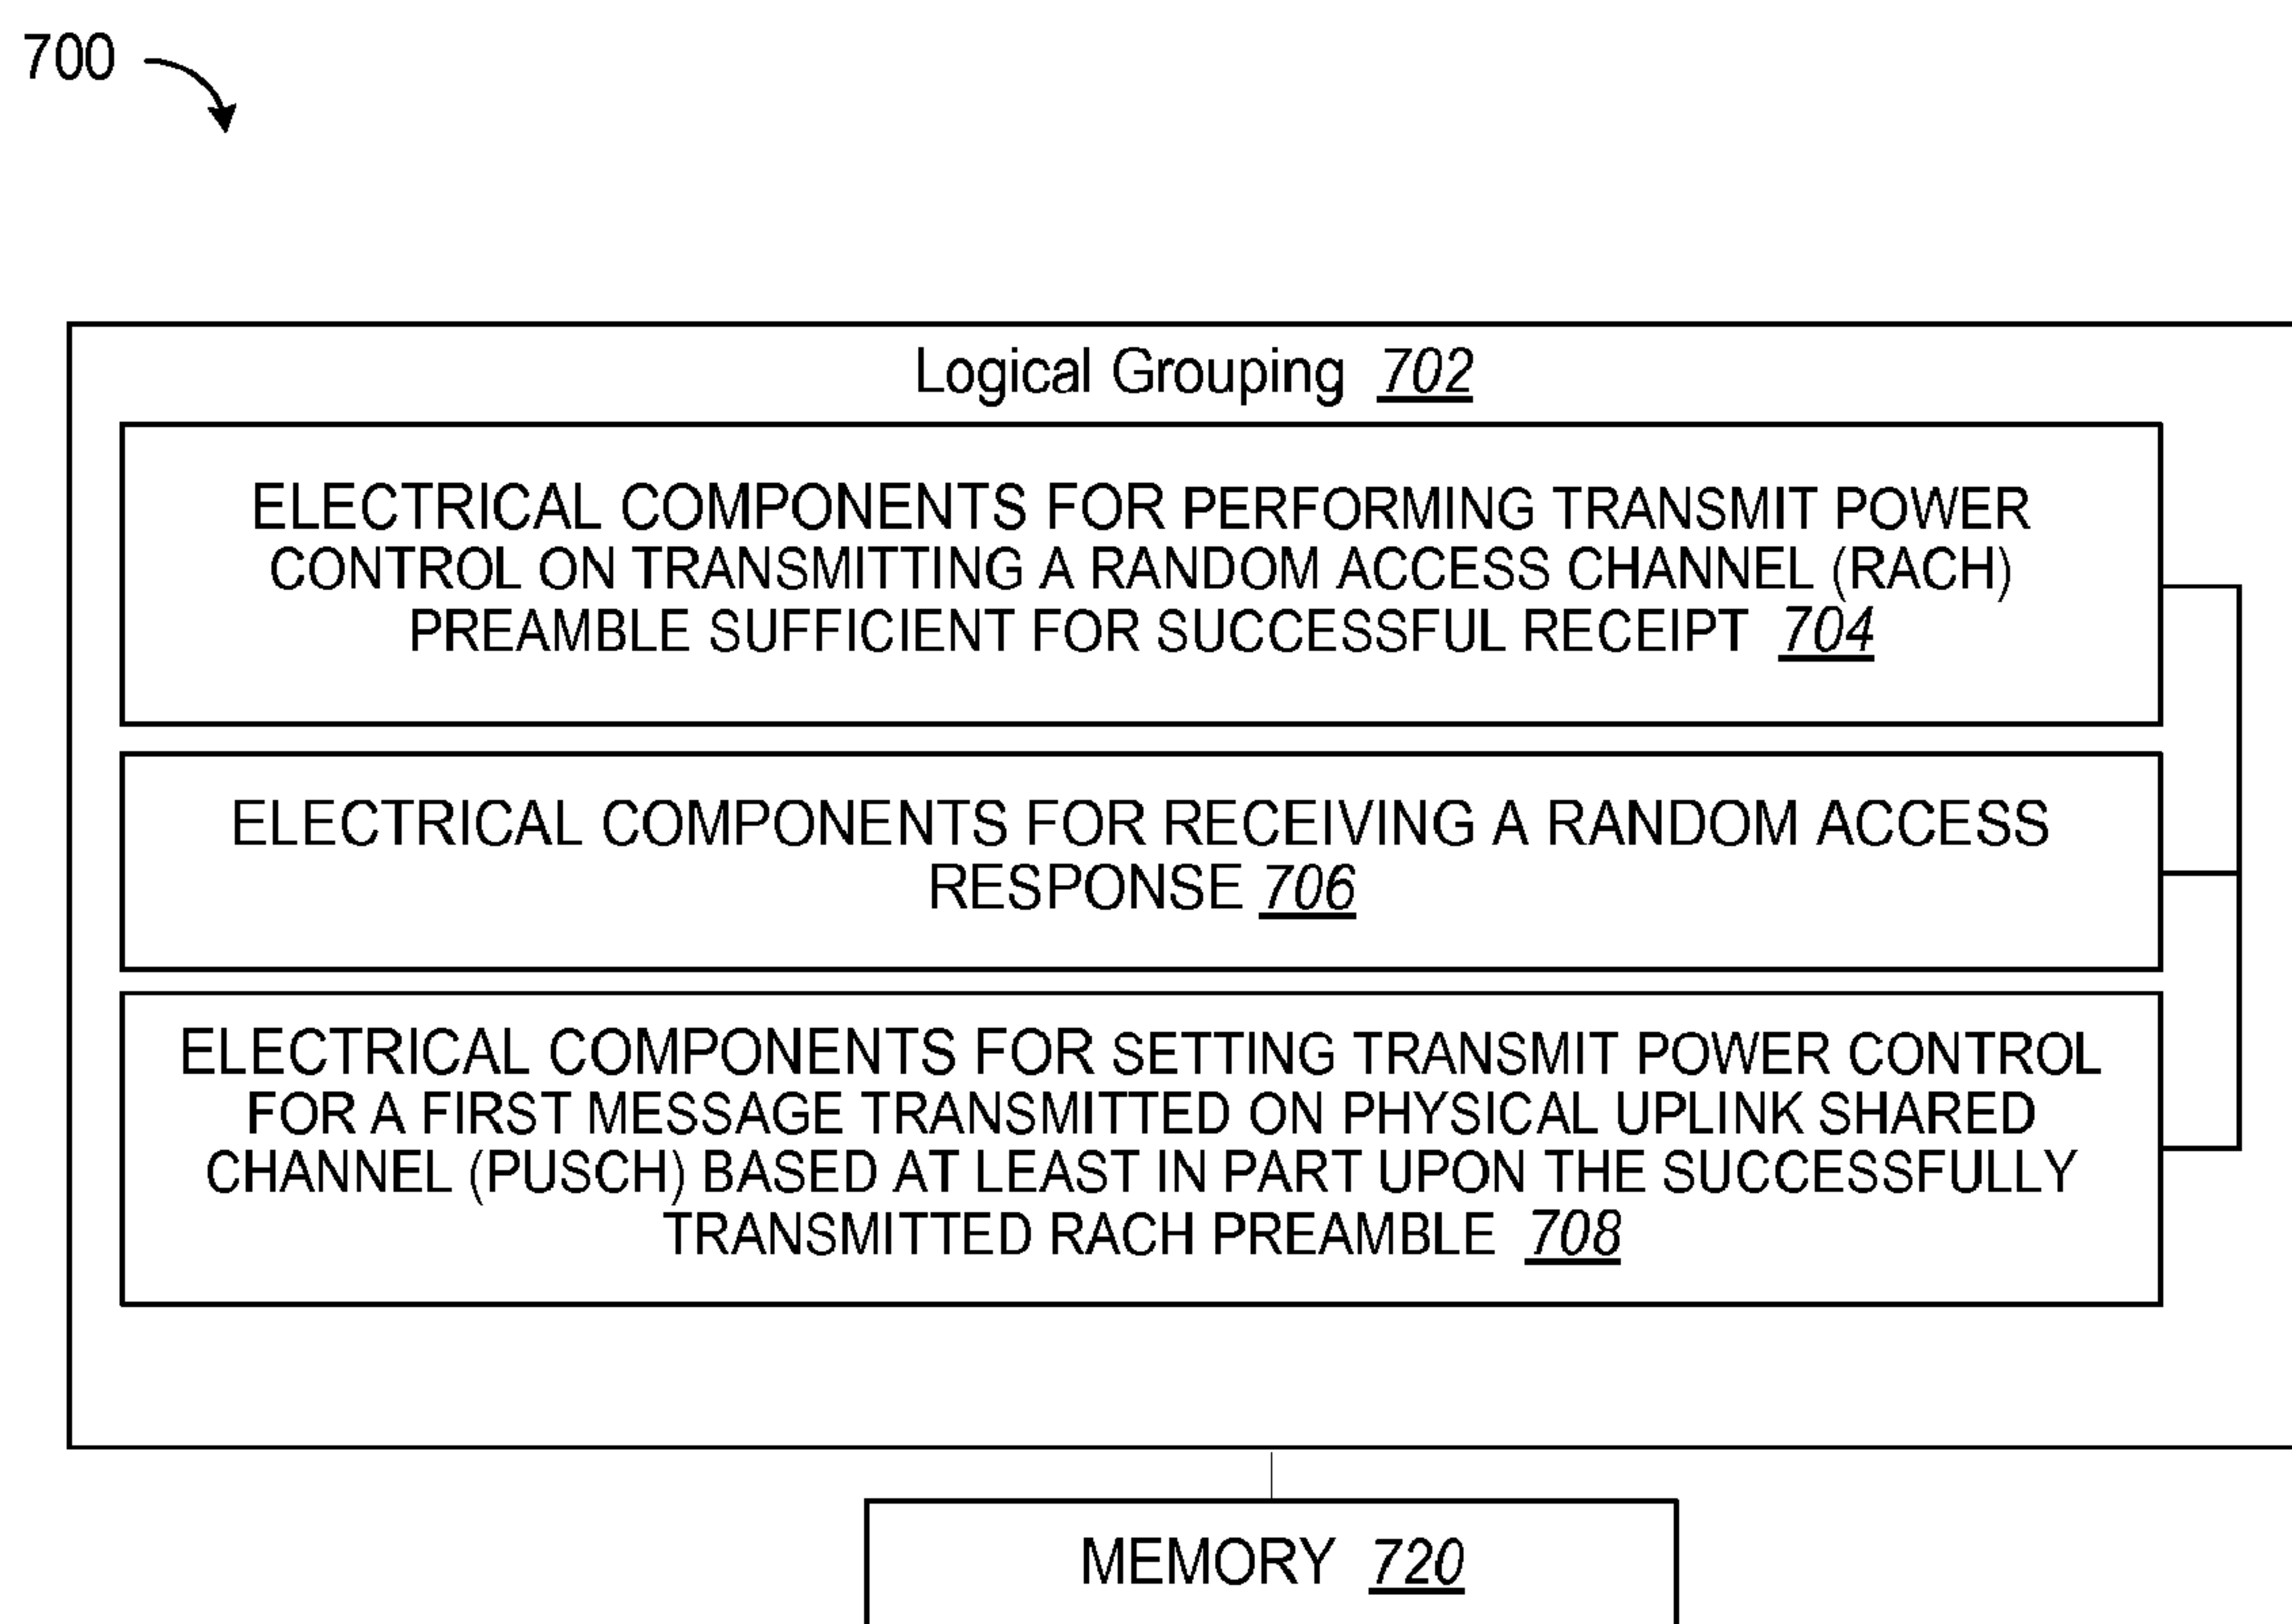 700
Logical Grouping 702
ELECTRICAL COMPONENTS FOR PERFORMING TRANSMIT POWER
CONTROL ON TRANSMITTING A RANDOM ACCESS CHANNEL (RACH)
PREAMBLE SUFFICIENT FOR SUCCESSFUL RECEIPT 704
ELECTRICAL COMPONENTS FOR RECEIVING A RANDOM ACCESS
RESPONSE 706
ELECTRICAL COMPONENTS FOR SETTING TRANSMIT POWER CONTROL
FOR A FIRST MESSAGE TRANSMITTED ON PHYSICAL UPLINK SHARED
CHANNEL (PUSCH) BASED AT LEAST IN PART UPON THE SUCCESSFULLY
TRANSMITTED RACH PREAMBLE 708
MEMORY 720